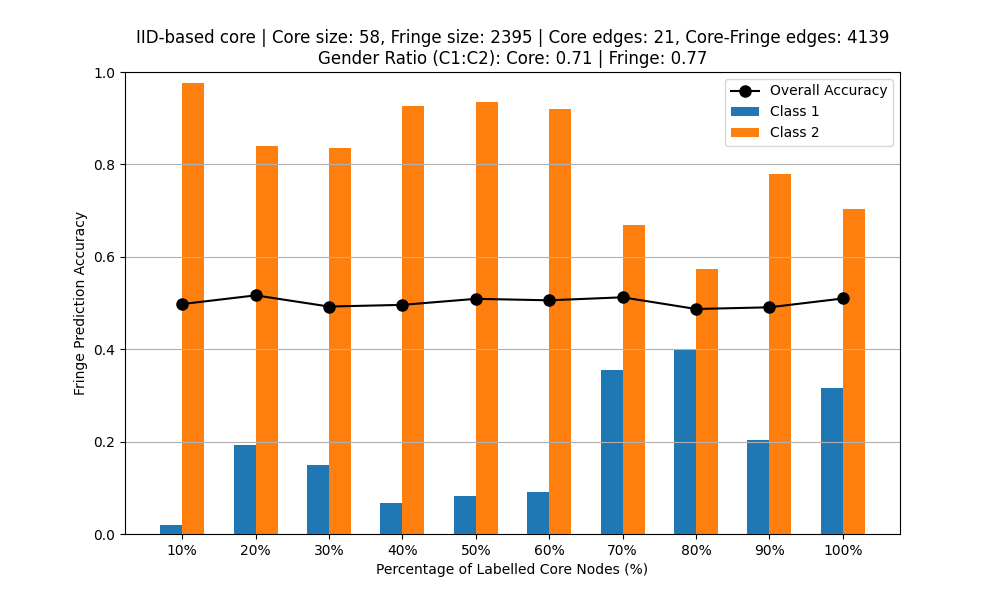 IID-based core | Core size: 58, Fringe size: 2395 | Core edges: 21, Core-Fringe edges: 4139
Gender Ratio (C1:C2): Core: 0.71 | Fringe: 0.77
Overall Accuracy
Class 1
Class 2
Fringe Prediction Accuracy
1.0
0.8
0.6
0.4
0.2
0.0
10% 20% 30% 40% 50% 60% 70% 80% 90% 100%
Percentage of Labelled Core Nodes (%)